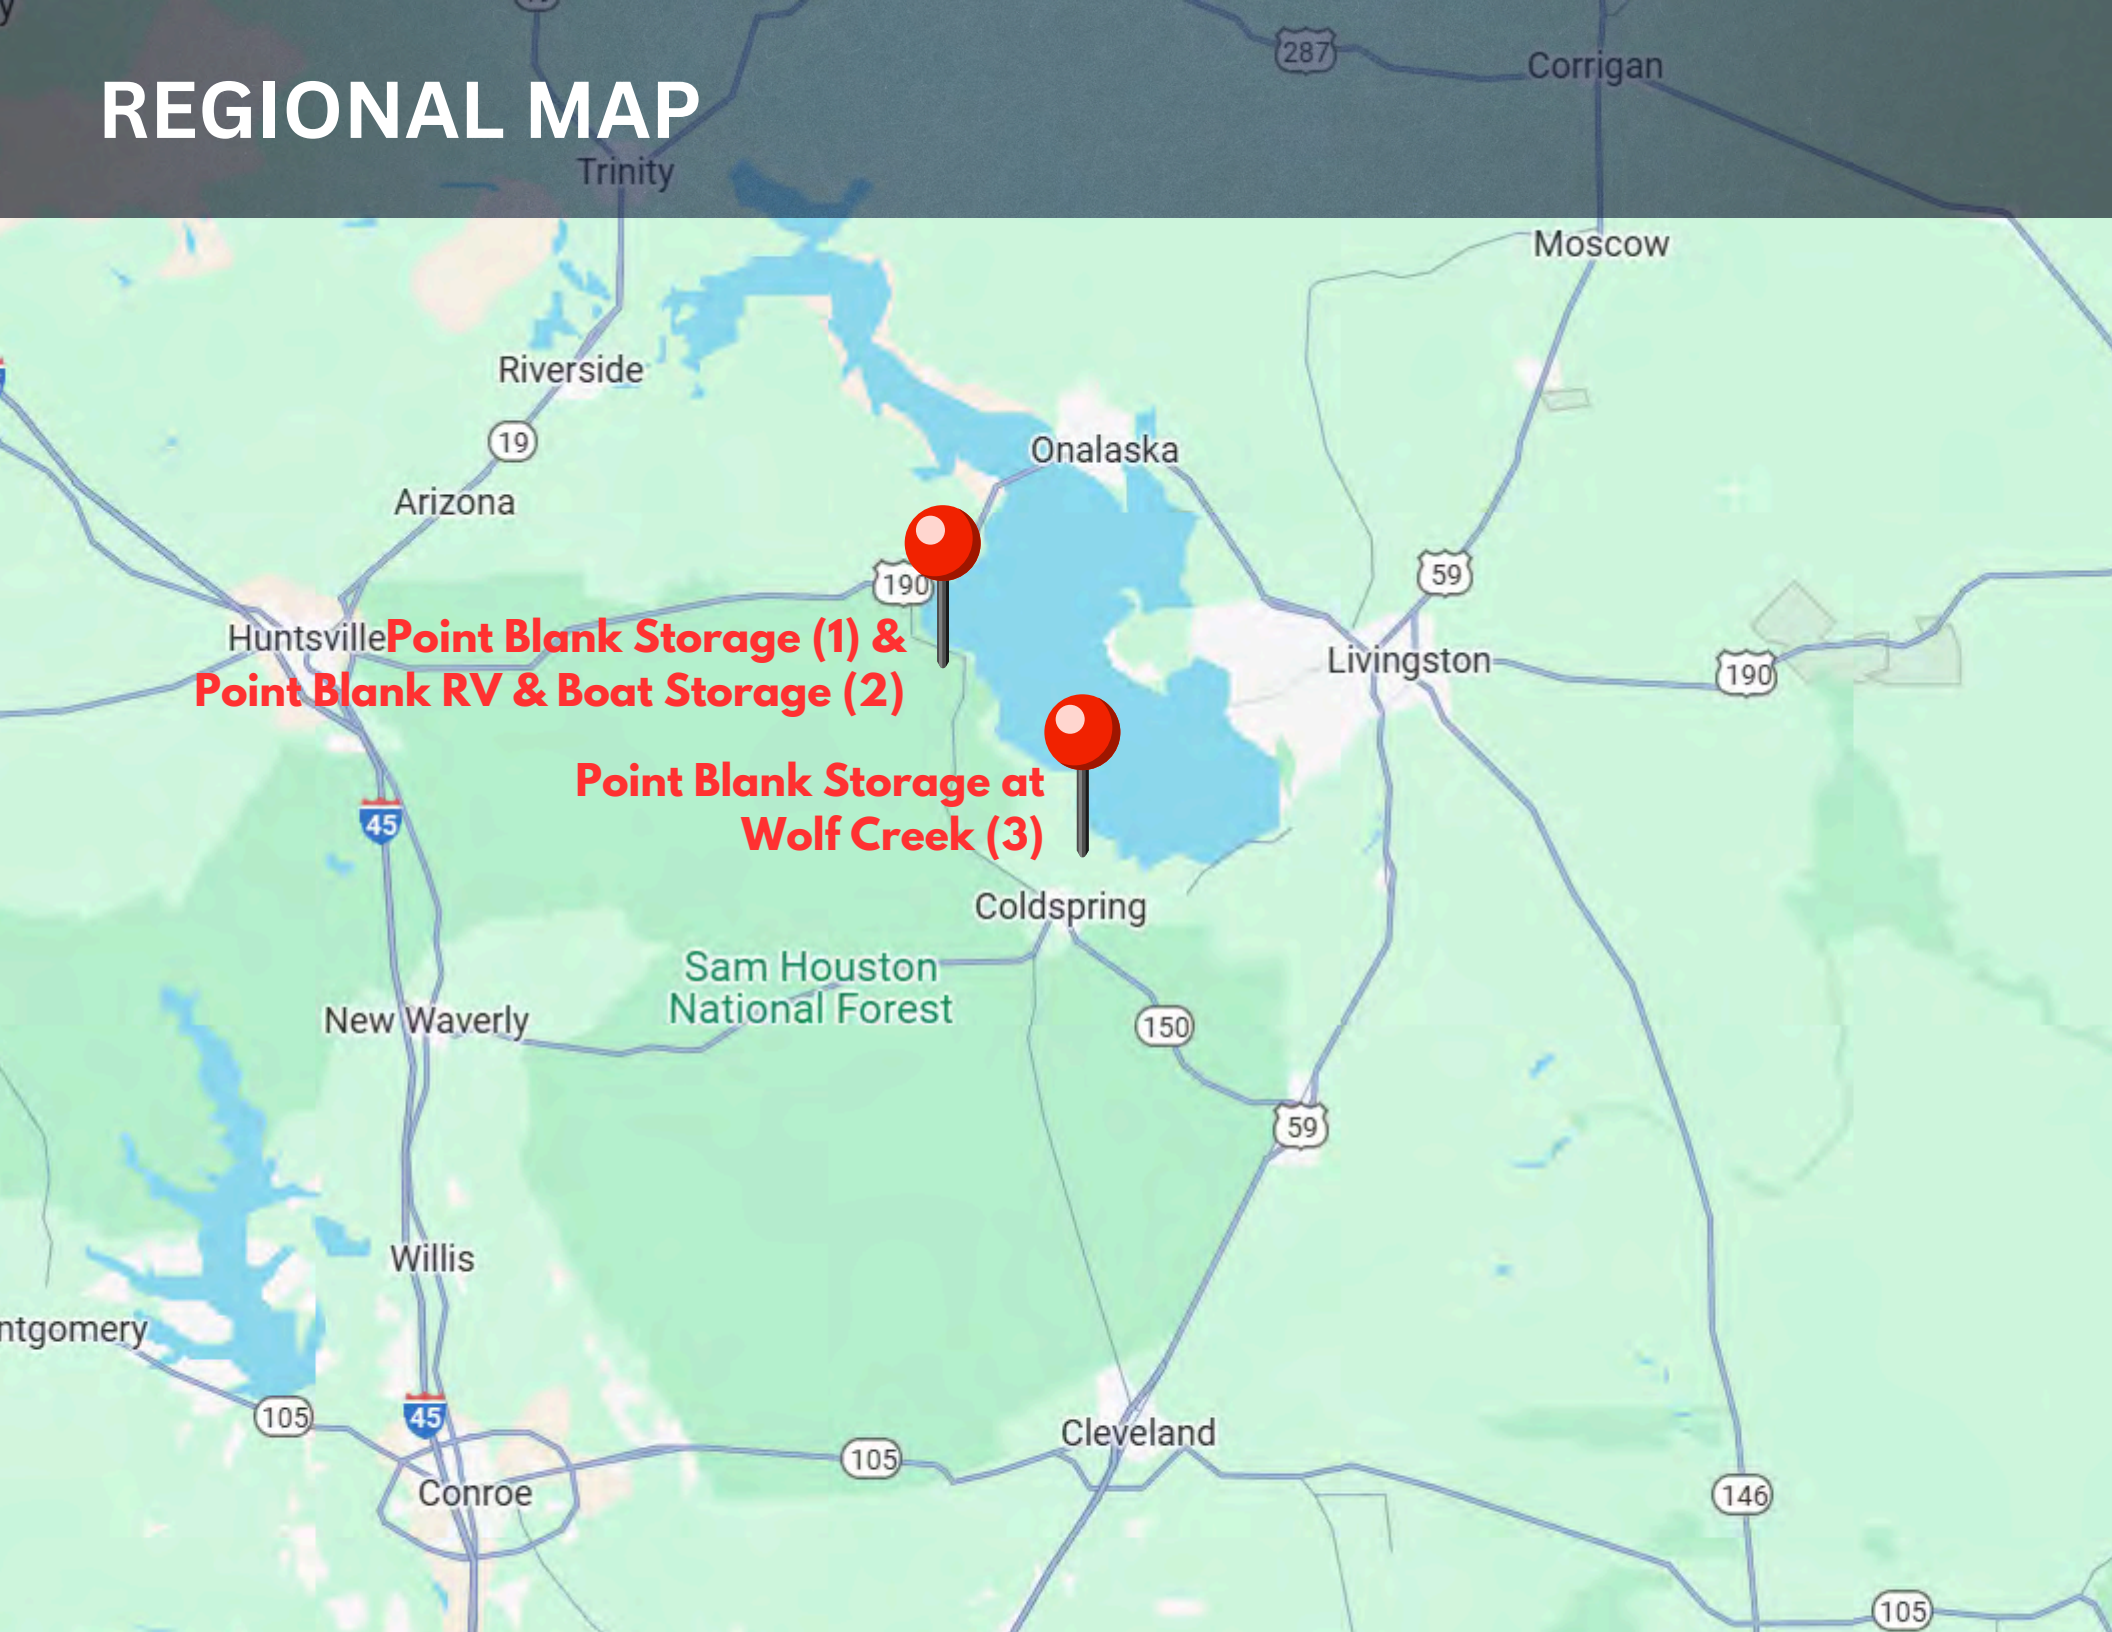 REGIONAL MAP
287
Corrigan
Trinity
Moscow
Riverside
19
Onalaska
Arizona
190
59
Huntsville
Point Blank Storage (1) &
Point Blank RV & Boat Storage (2)
Livingston
190
Point Blank Storage at
Wolf Creek (3)
45
Coldspring
Sam Houston
National Forest
New Waverly
150
59
Willis
ntgomery
105
45
Cleveland
105
Conroe
146
105